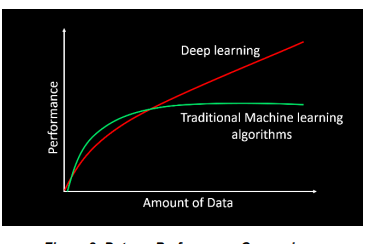 Deep learning
Traditional Machine learning
algorithms
Performance
Amount of Data